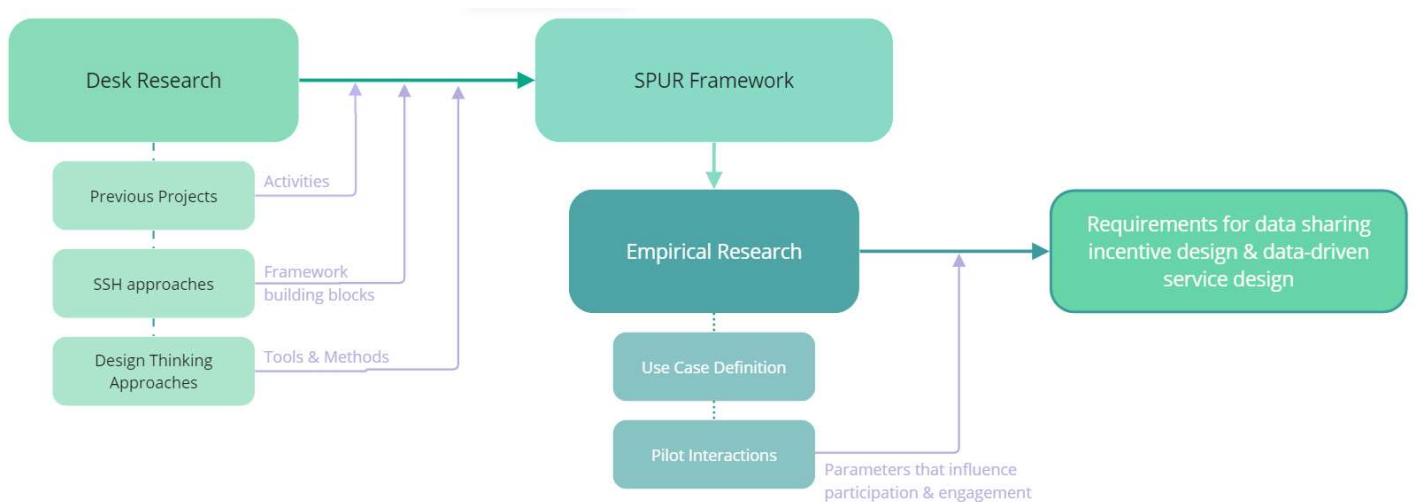 Desk Research
SPUR Framework
Previous Projects
Activities
SSH approaches
Framework
building blocks
Design Thinking
Approaches
Tools & Methods
Empirical Research
Requirements for data sharing
incentive design & data-driven
service design
Use Case Definition
Pilot Interactions
Parameters that influence
participation & engagement